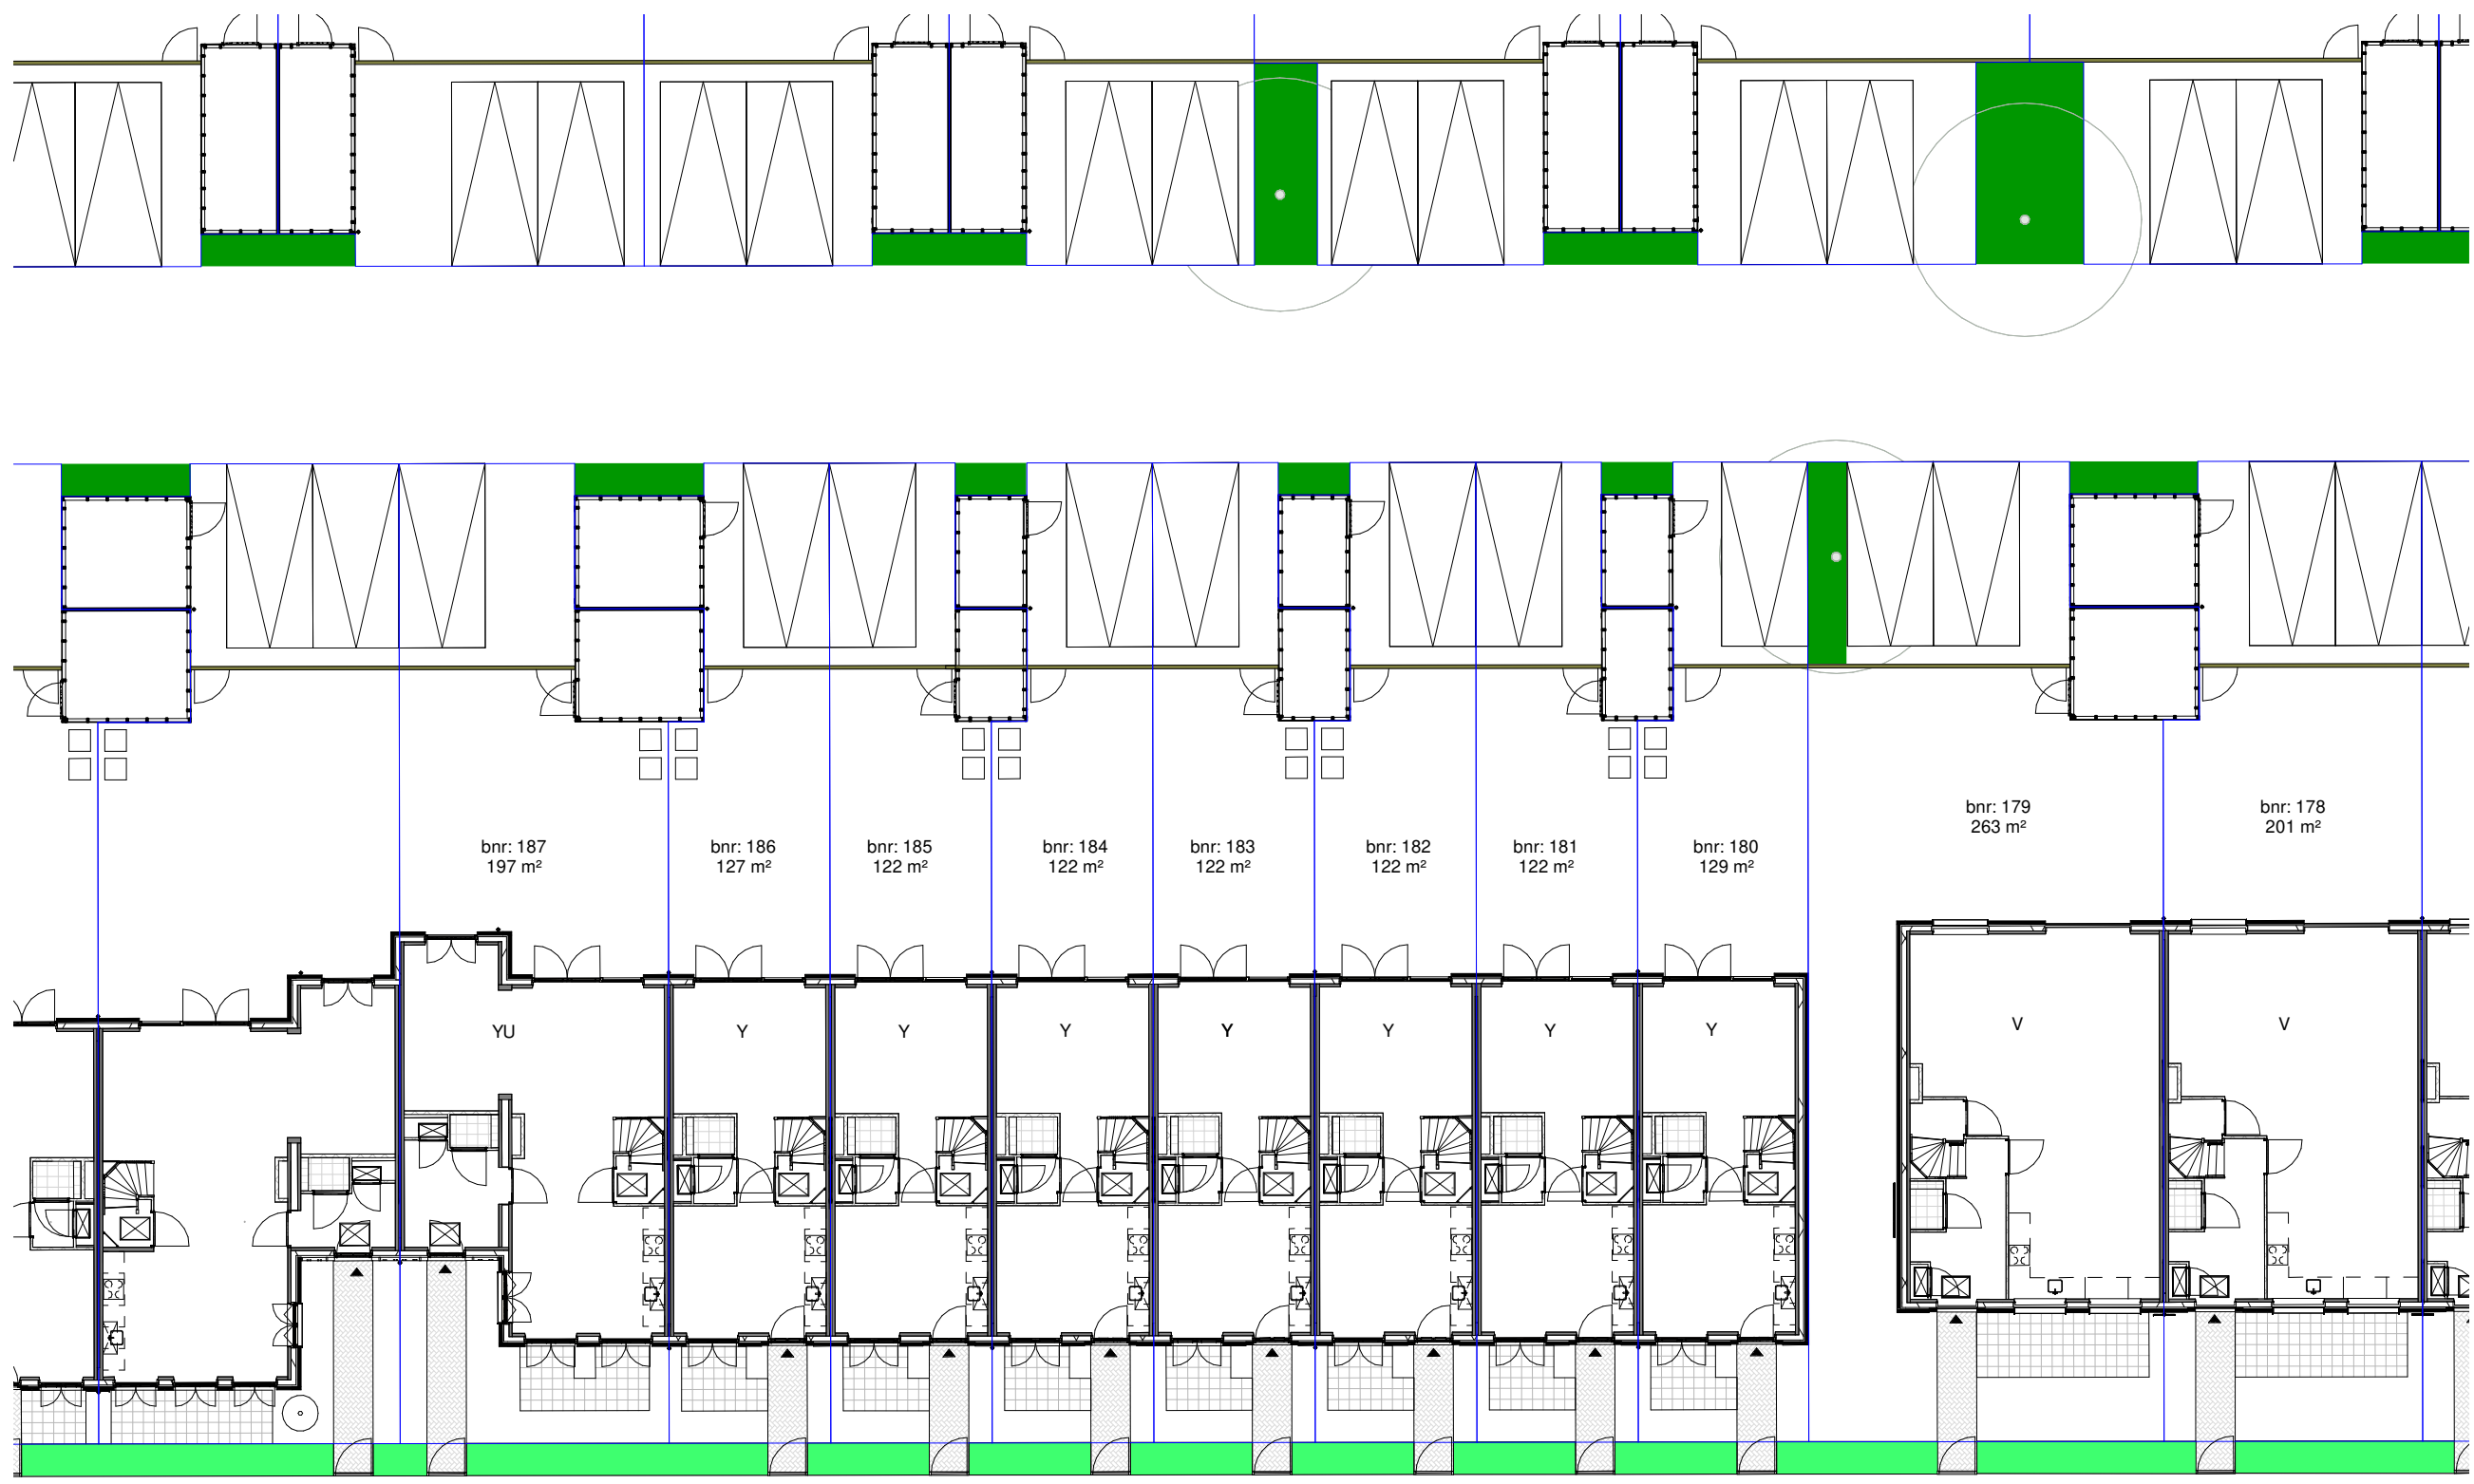 bnr: 179
263 m²
bnr: 178
201 m²
bnr: 187
197 m²
bnr: 186
127 m²
bnr: 185
122 m²
bnr: 184
122 m²
bnr: 183
122 m²
bnr: 182
122 m²
bnr: 181
122 m²
bnr: 180
129 m²
YU
Y
Y
Y
Y
Y
Y
Y
V
V